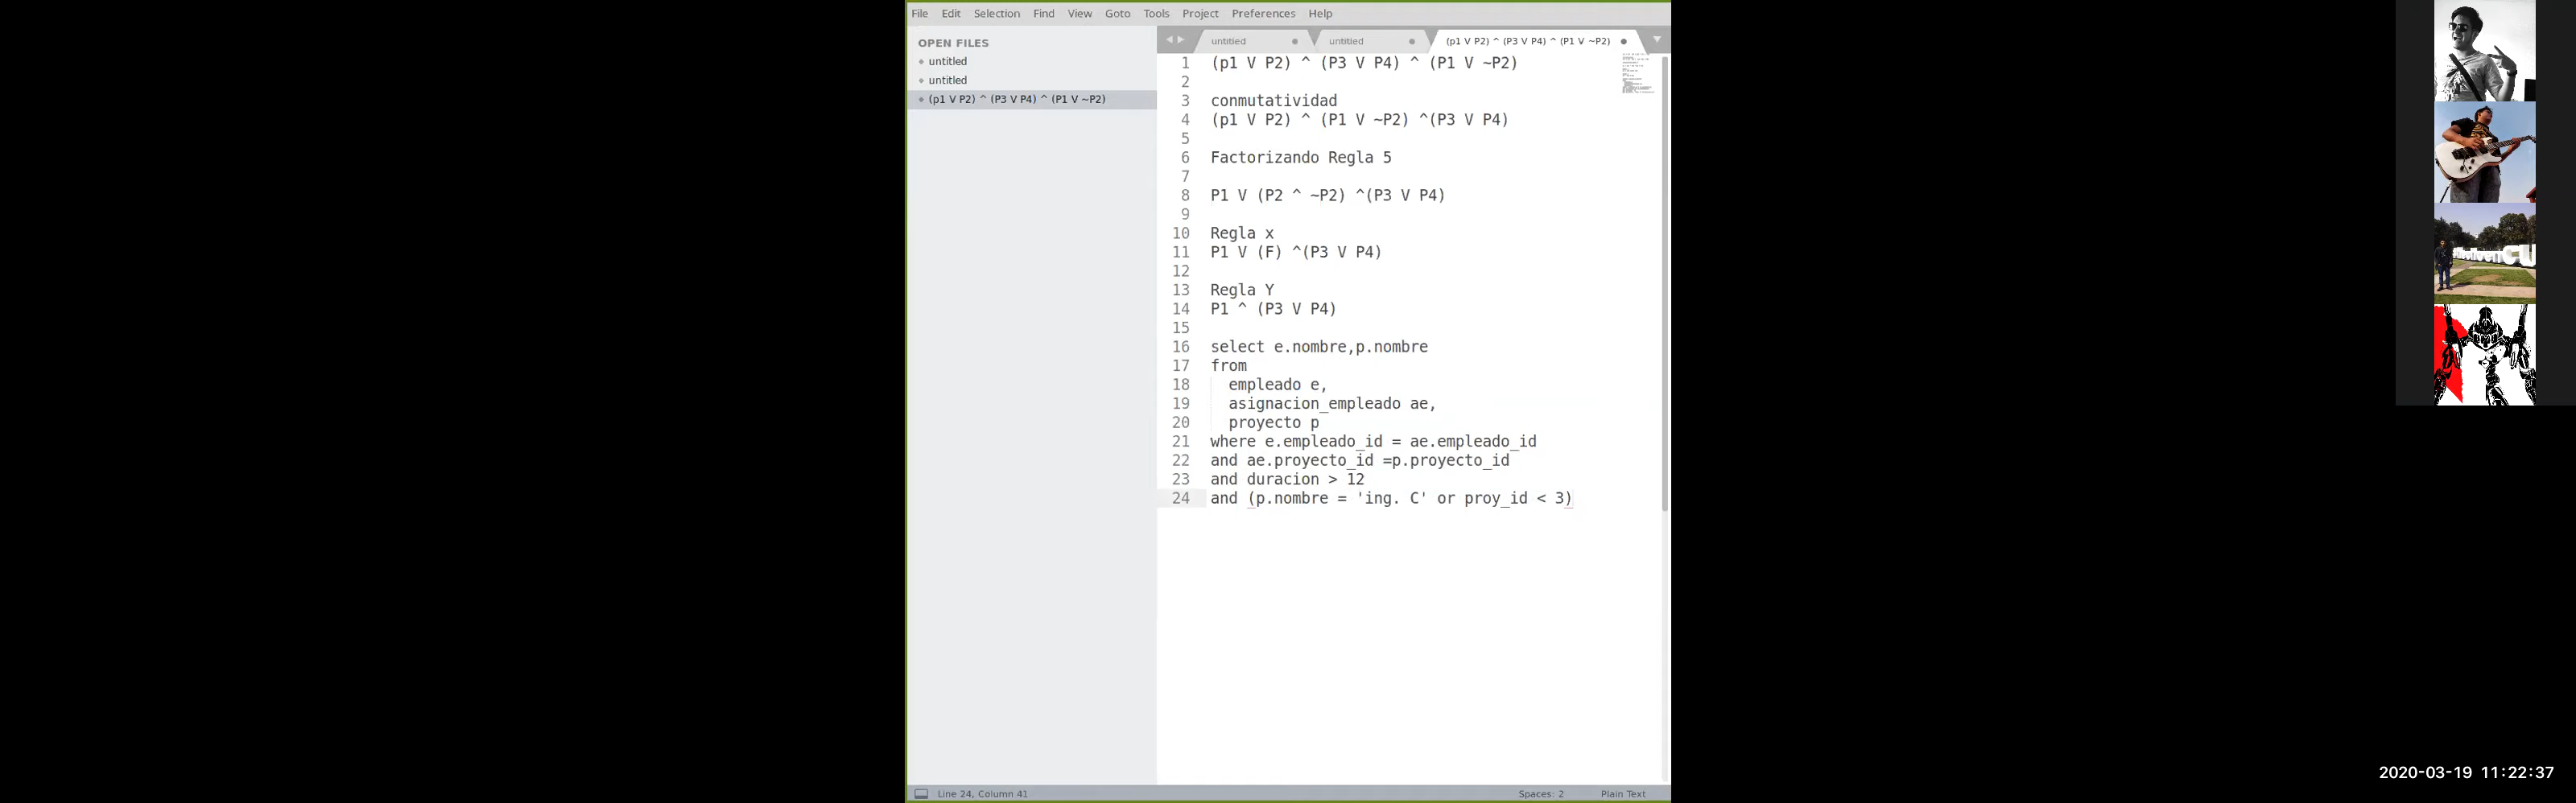 File Edit Selection Find View Goto Tools Project Preferences Help
OPEN FILES
untitled
untitled
(p1 V P2) ^ (P3 V P4) ^ (P1 V ~P2)
untitled untitled (p1 V P2) ^ (P3 V P4) ^ (P1 V ~P2)
1 (p1 V P2) ^ (P3 V P4) ^ (P1 V ~P2)
2
3 conmutatividad
4 (p1 V P2) ^ (P1 V ~P2) ^(P3 V P4)
5
6 Factorizando Regla 5
7
8 P1 V (P2 ^ ~P2) ^(P3 V P4)
9
10 Regla x
11 P1 V (F) ^(P3 V P4)
12
13 Regla Y
14 P1 ^ (P3 V P4)
15
16 select e.nombre,p.nombre
17 from
18 empleado e,
19 asignacion_empleado ae,
20 proyecto p
21 where e.empleado_id = ae.empleado_id
22 and ae.proyecto_id =p.proyecto_id
23 and duracion > 12
24 and (p.nombre = 'ing. C' or proy_id < 3)
Line 24, Column 41 Spaces: 2 Plain Text
2020-03-19 11:22:37